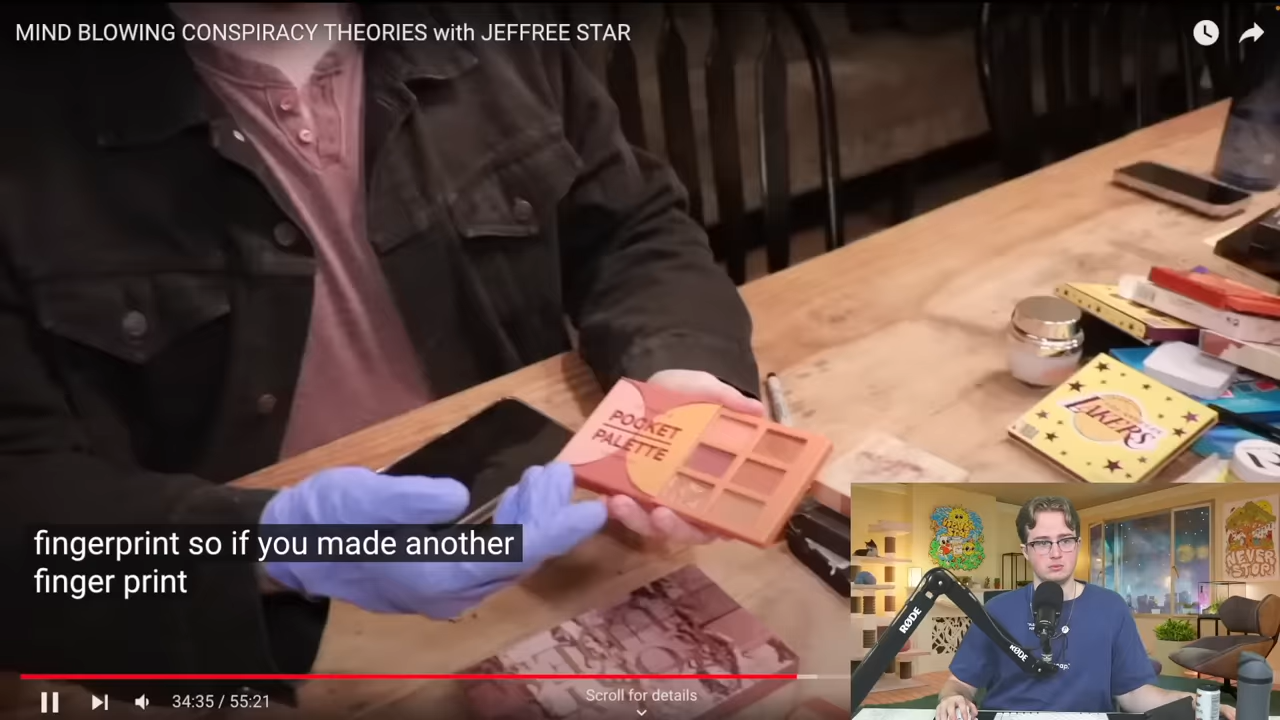 MIND BLOWING CONSPIRACY THEORIES with JEFFREE STAR
POCKET
PALETTE
LAKERS
fingerprint so if you made another
finger print
NEVER
STOP!
RØDE
RØDE
34:35 / 55:21
Scroll for details